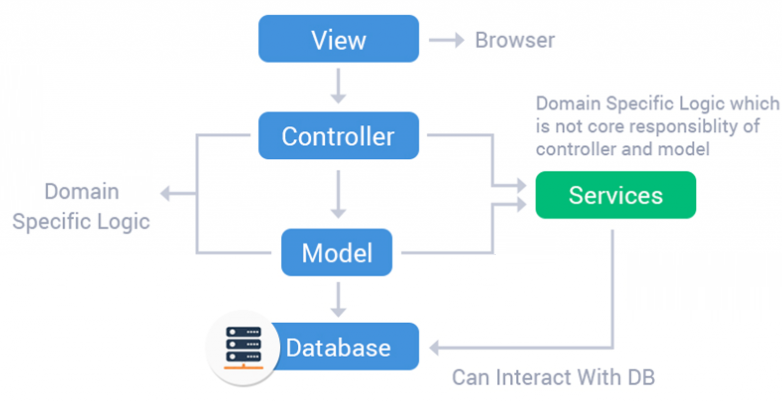 View
Browser
Domain Specific Logic which
is not core responsiblity of
controller and model
Controller
Domain
Specific Logic
Services
Model
Database
Can Interact With DB